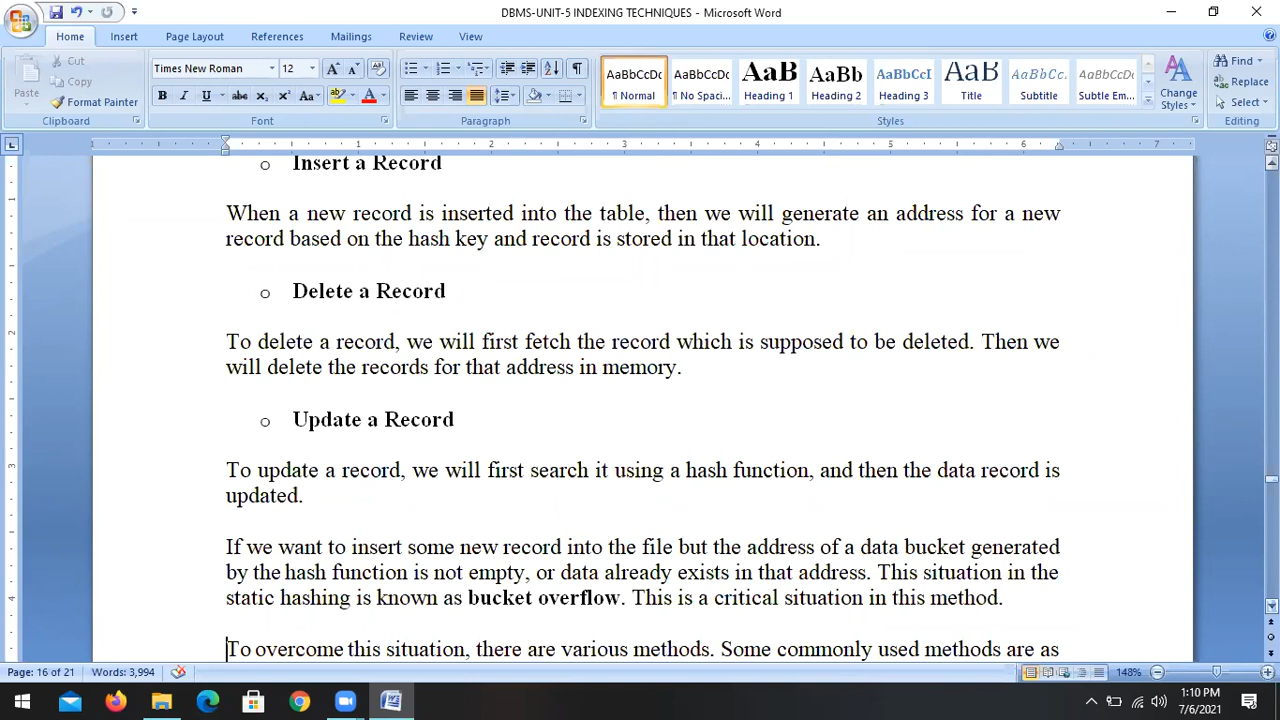 DBMS-UNIT-5 INDEXING TECHNIQUES - Microsoft Word
Home Insert Page Layout References Mailings Review View
Cut
Copy
Format Painter
Paste
Clipboard
Times New Roman 12
Font
Paragraph
AaBbCcDc AaBbCcDc AaB AaBbCc AaBbCcI AaB AaBbCcI AaBbCcDc
¶ Normal ¶ No Spaci... Heading 1 Heading 2 Heading 3 Title Subtitle Subtle Em...
Change Styles
Styles
Find
Replace
Select
Editing
1 1 2 3 4 5 6 7
o Insert a Record
When a new record is inserted into the table, then we will generate an address for a new
record based on the hash key and record is stored in that location.
o Delete a Record
To delete a record, we will first fetch the record which is supposed to be deleted. Then we
will delete the records for that address in memory.
o Update a Record
To update a record, we will first search it using a hash function, and then the data record is
updated.
If we want to insert some new record into the file but the address of a data bucket generated
by the hash function is not empty, or data already exists in that address. This situation in the
static hashing is known as bucket overflow. This is a critical situation in this method.
To overcome this situation, there are various methods. Some commonly used methods are as
Page: 16 of 21 Words: 3,994 148%
1:10 PM
7/6/2021